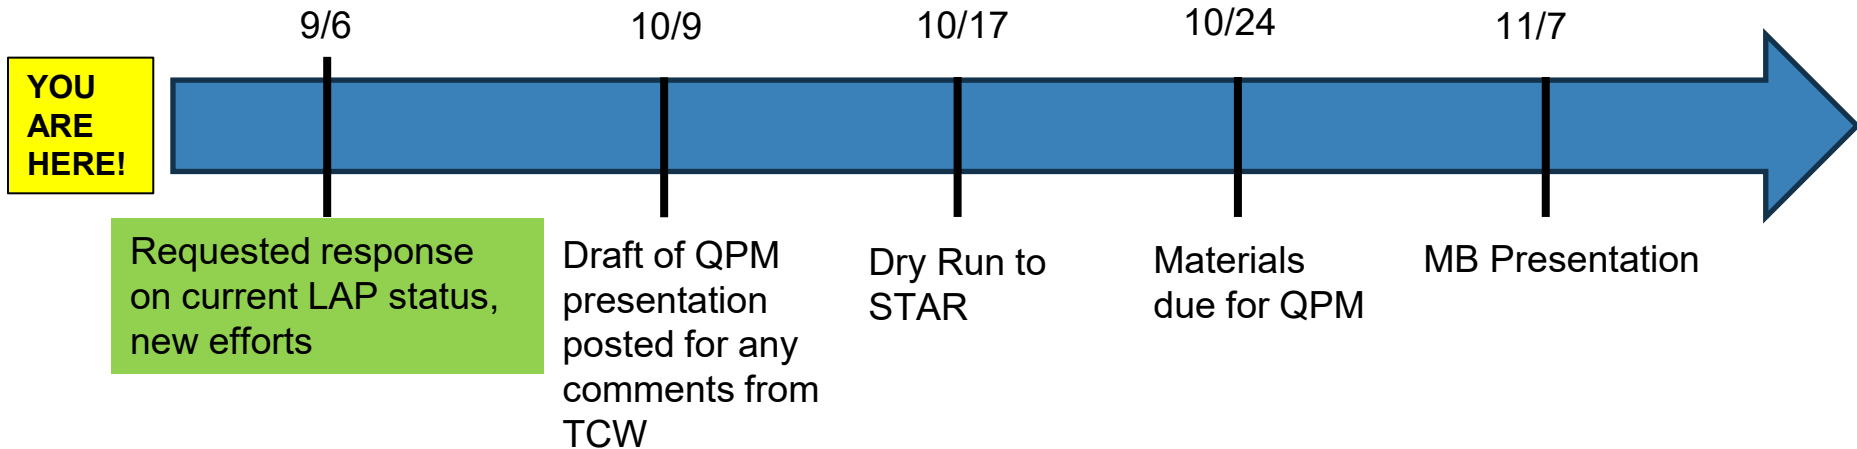 9/6
10/9
10/17
10/24
11/7
YOU
ARE
HERE!
Requested response
on current LAP status,
new efforts
Draft of QPM
presentation
posted for any
comments from
TCW
Dry Run to
STAR
Materials
due for QPM
MB Presentation